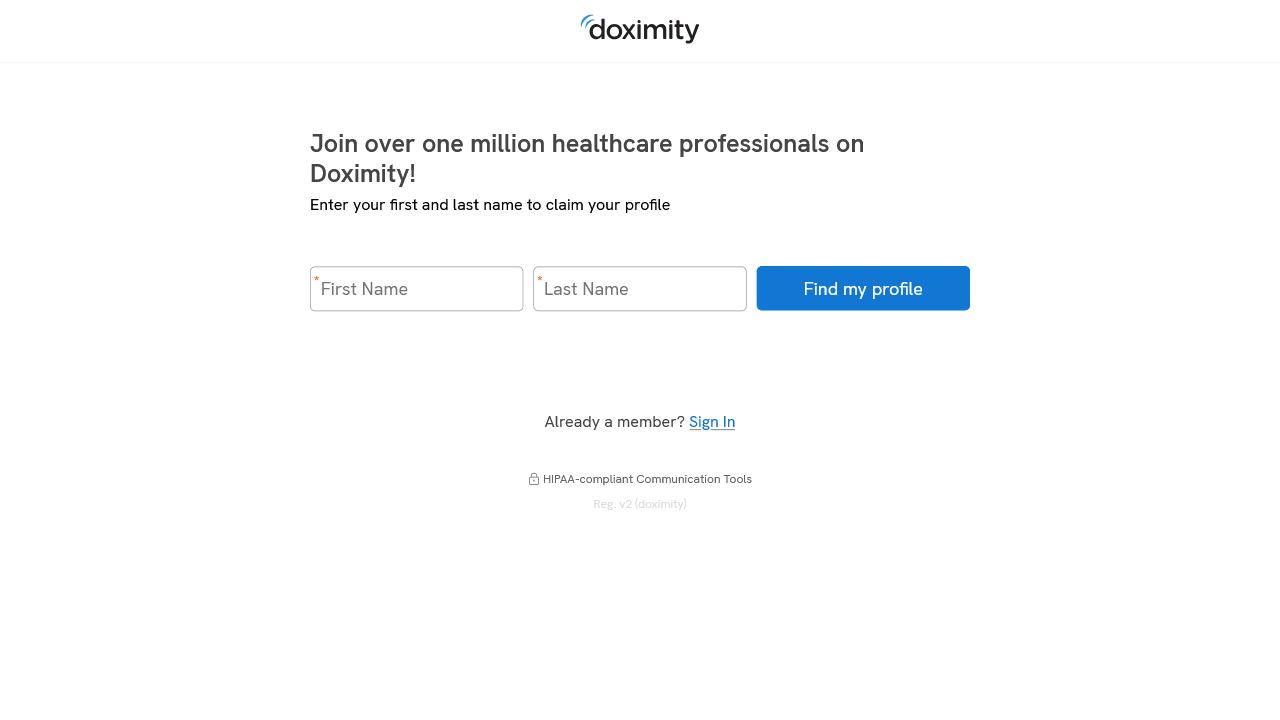 doximity
Join over one million healthcare professionals on
Doximity!
Enter your first and last name to claim your profile
* First Name
* Last Name
Find my profile
Already a member? Sign In
HIPAA-compliant Communication Tools
Reg. v2 (doximity)